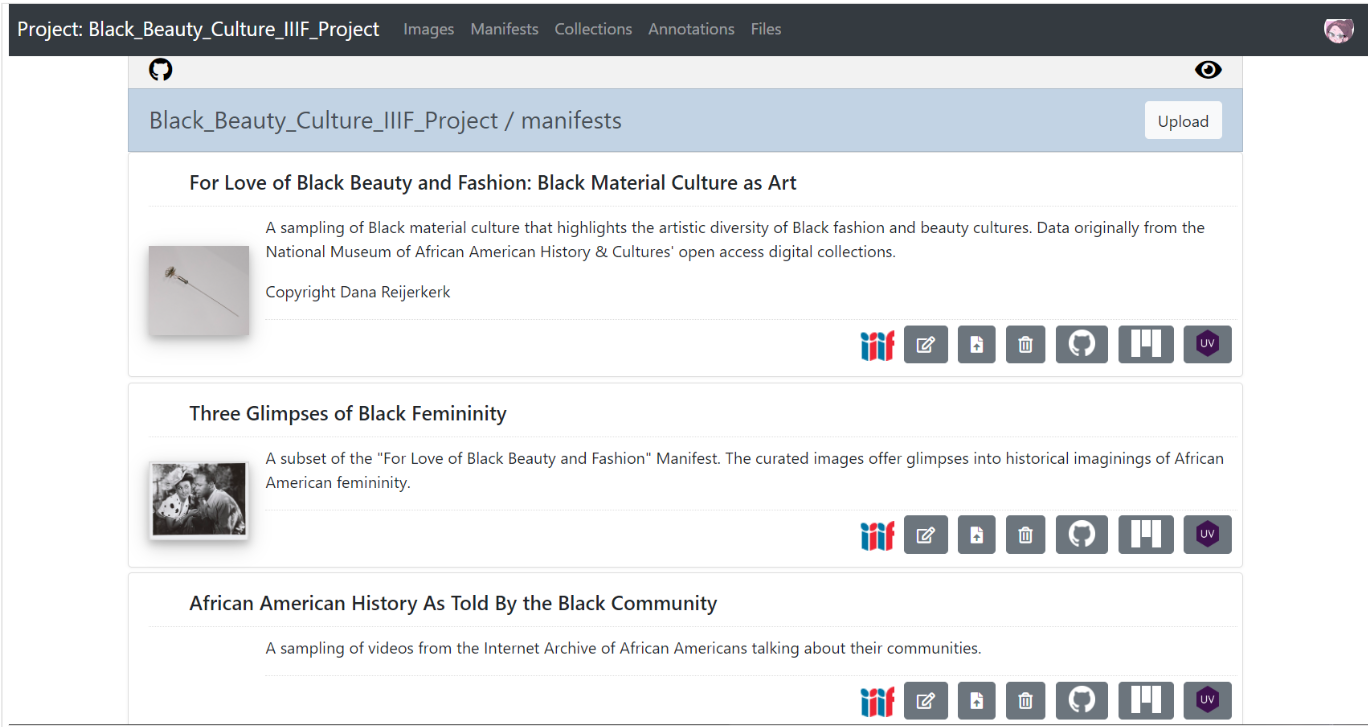 Project: Black_Beauty_Culture_IIIF_Project Images Manifests Collections Annotations Files
Black_Beauty_Culture_IIIF_Project / manifests Upload
For Love of Black Beauty and Fashion: Black Material Culture as Art
A sampling of Black material culture that highlights the artistic diversity of Black fashion and beauty cultures. Data originally from the
National Museum of African American History & Cultures' open access digital collections.
Copyright Dana Reijerkerk
iiif UV
Three Glimpses of Black Femininity
A subset of the "For Love of Black Beauty and Fashion" Manifest. The curated images offer glimpses into historical imaginings of African
American femininity.
iiif UV
African American History As Told By the Black Community
A sampling of videos from the Internet Archive of African Americans talking about their communities.
iiif UV